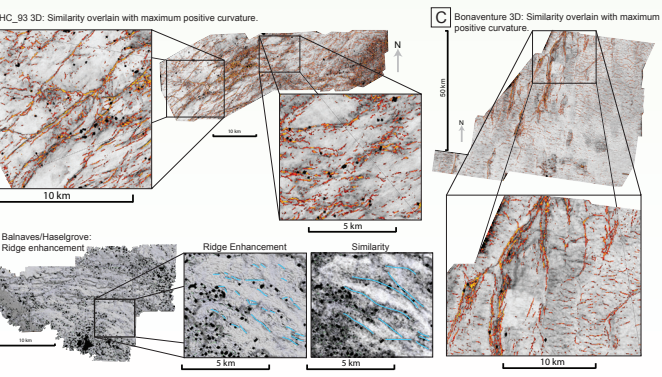 HC_93 3D: Similarity overlain with maximum positive curvature.
N
10 km
10 km
5 km
C
Bonaventure 3D: Similarity overlain with maximum
positive curvature.
50 km
N
10 km
Balnaves/Haselgrove:
Ridge enhancement
10 km
Ridge Enhancement
Similarity
5 km
5 km